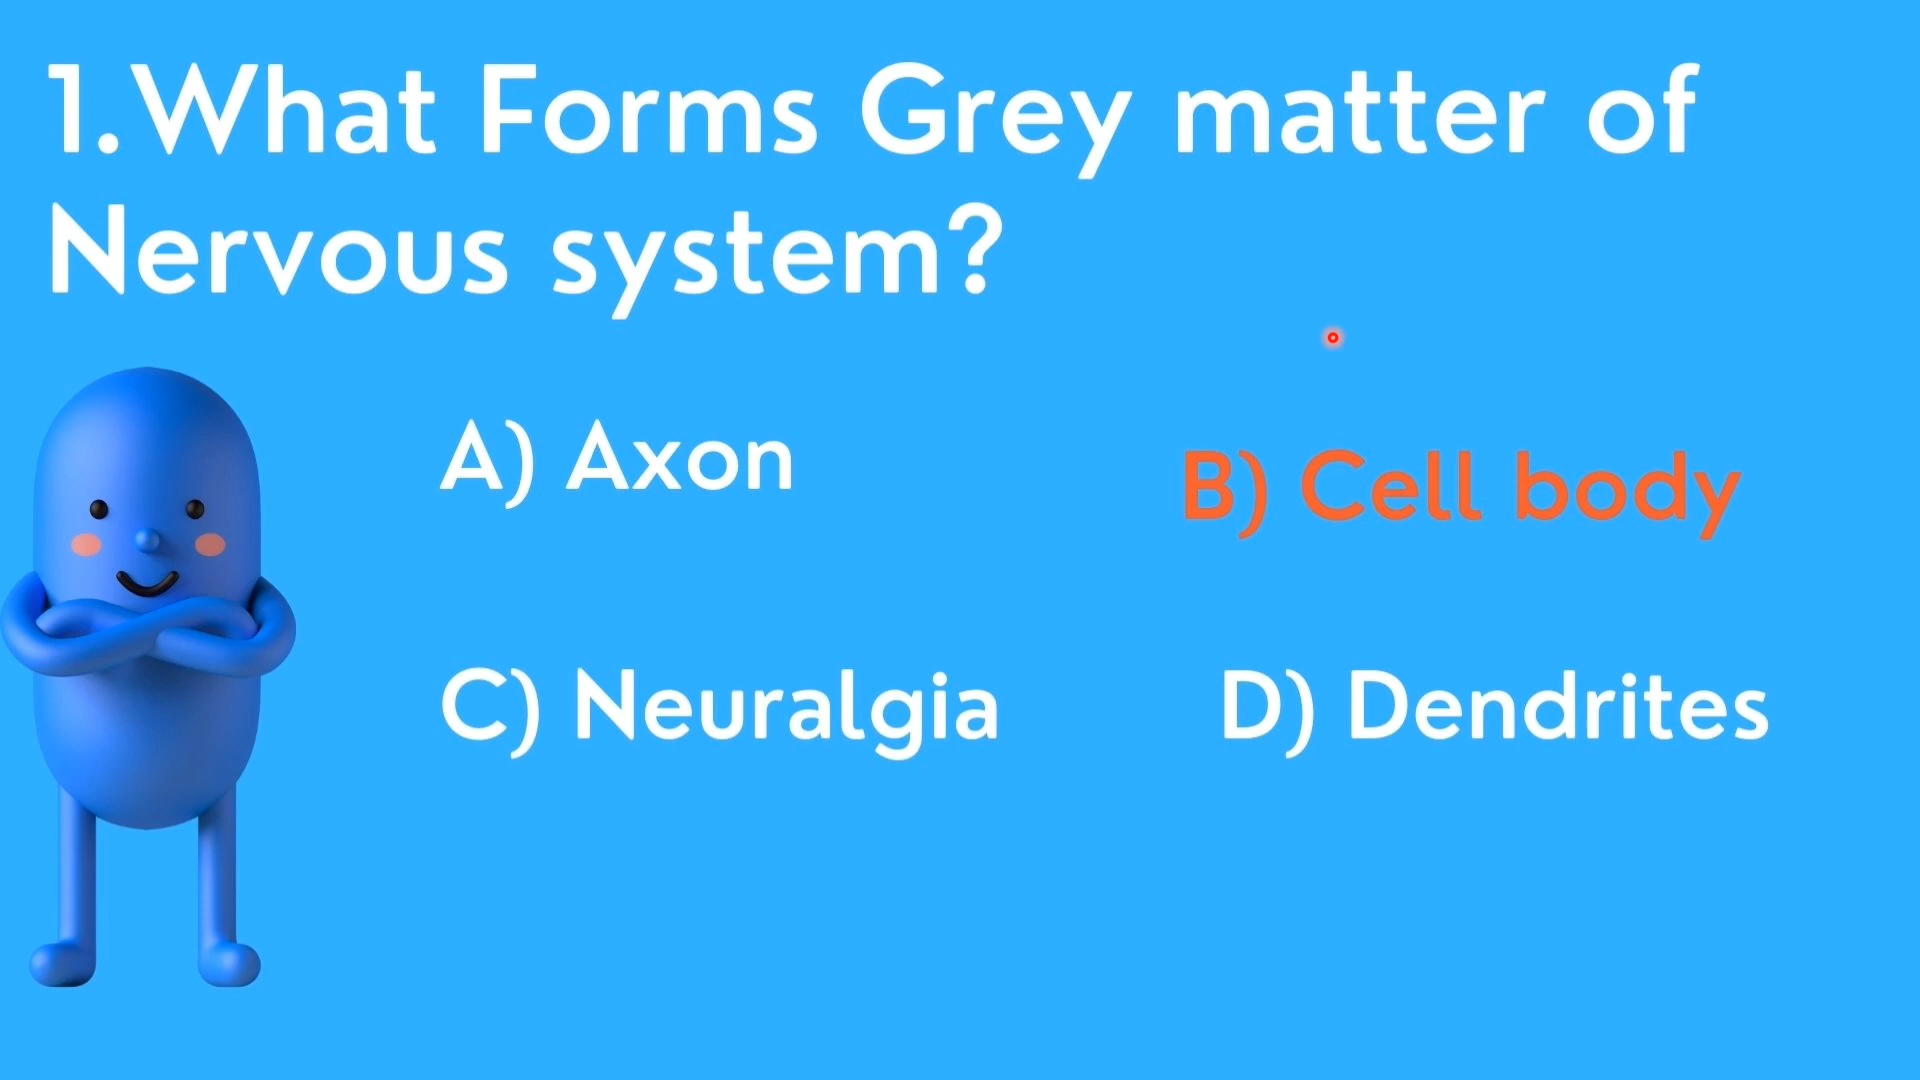 1.What Forms Grey matter of
Nervous system?
A) Axon
B) Cell body
C) Neuralgia
D) Dendrites